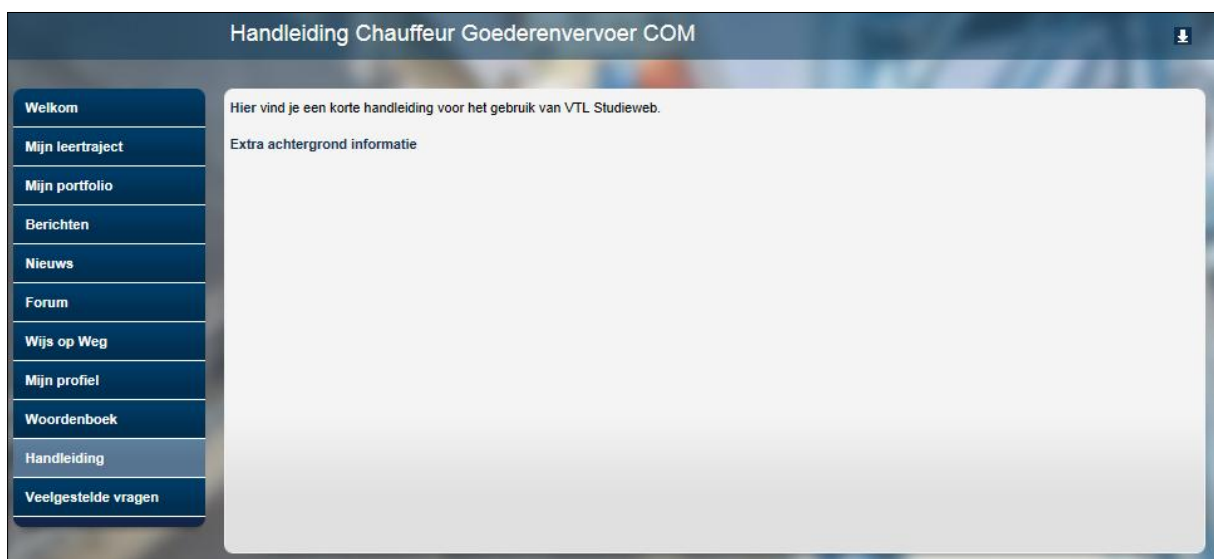 Handleiding Chauffeur Goederenvervoer COM
Welkom
Mijn leertraject
Mijn portfolio
Berichten
Nieuws
Forum
Wijs op Weg
Mijn profiel
Woordenboek
Handleiding
Veelgestelde vragen
Hier vind je een korte handleiding voor het gebruik van VTL Studieweb.
Extra achtergrond informatie